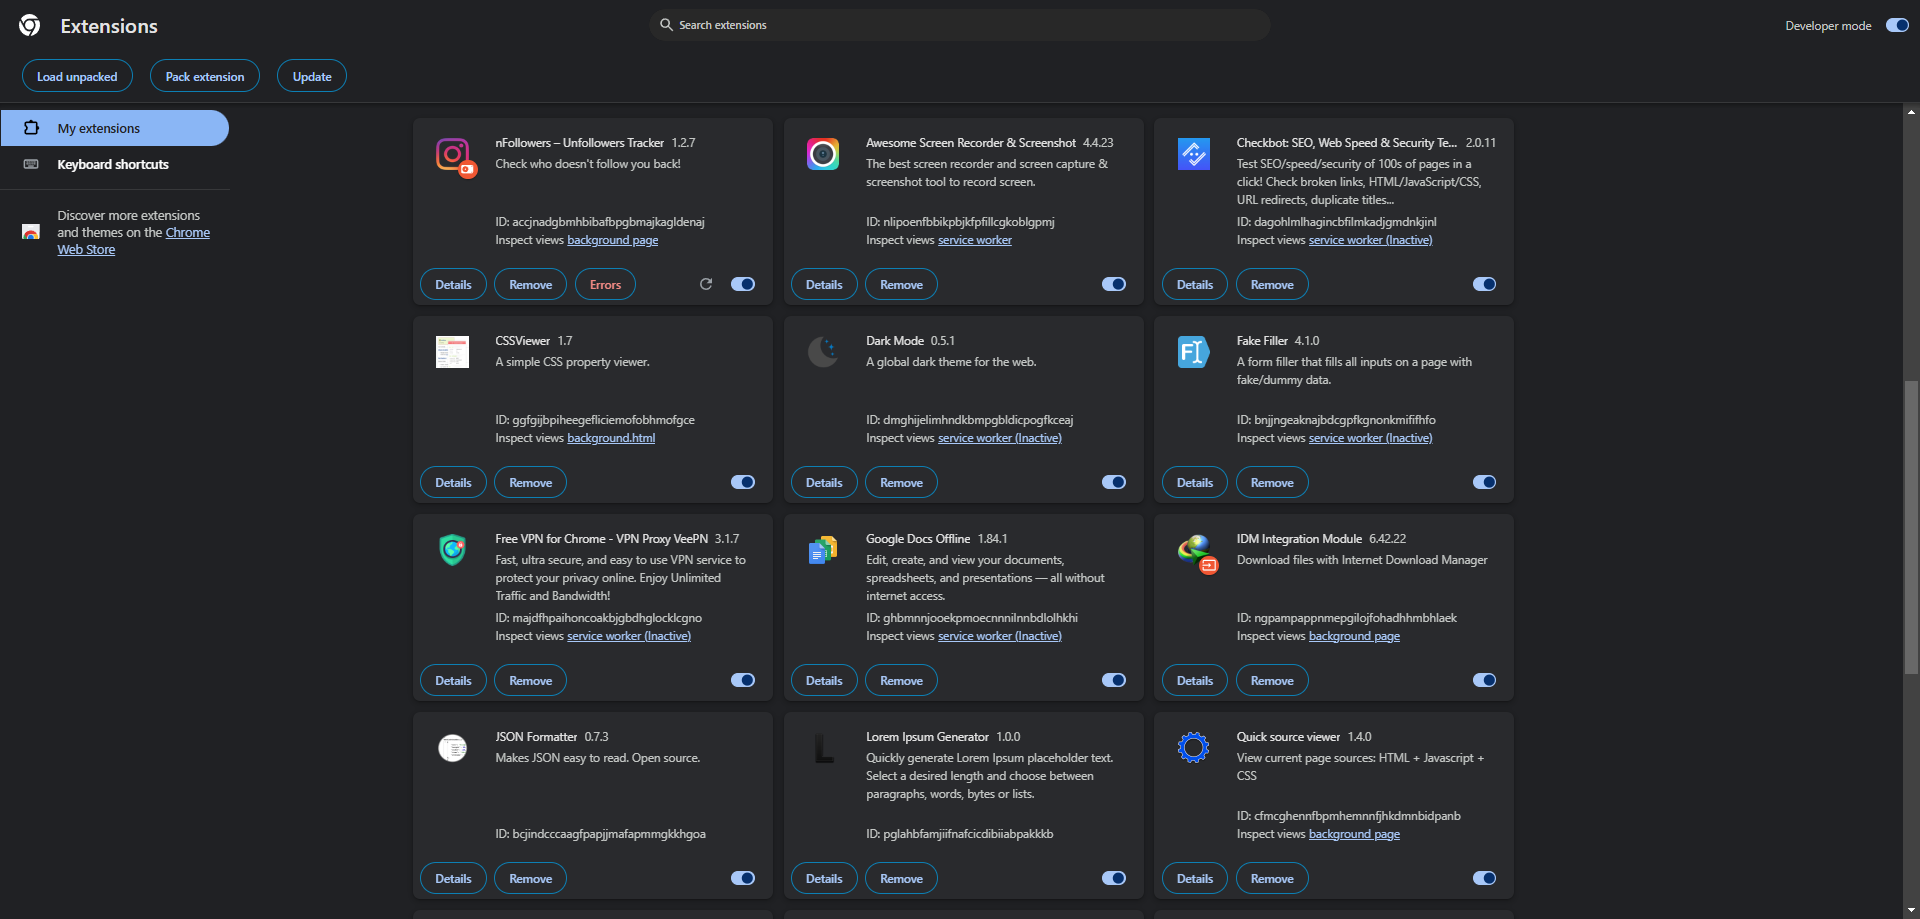 Extensions
Search extensions
Developer mode
Load unpacked
Pack extension
Update
My extensions
Keyboard shortcuts
Discover more extensions
and themes on the Chrome
Web Store
nFollowers – Unfollowers Tracker 1.2.7
Check who doesn't follow you back!
ID: accjnadgbmhbibafbpgbmajkagldenaj
Inspect views background page
Details
Remove
Errors
Awesome Screen Recorder & Screenshot 4.4.23
The best screen recorder and screen capture &
screenshot tool to record screen.
ID: nlipoenfbbikpbjkfpfillcgkoblgpmj
Inspect views service worker
Details
Remove
Checkbot: SEO, Web Speed & Security Te... 2.0.11
Test SEO/speed/security of 100s of pages in a
click! Check broken links, HTML/JavaScript/CSS,
URL redirects, duplicate titles...
ID: dagohlmlhagincbfilmkadjgmdnkjinl
Inspect views service worker (Inactive)
Details
Remove
CSSViewer 1.7
A simple CSS property viewer.
ID: ggfgijbpiheegefliciemofobhmofgce
Inspect views background.html
Details
Remove
Dark Mode 0.5.1
A global dark theme for the web.
ID: dmghijelimhndkbmpgbldicpogfkceaj
Inspect views service worker (Inactive)
Details
Remove
Fake Filler 4.1.0
A form filler that fills all inputs on a page with
fake/dummy data.
ID: bnjjngeaknajbdcgpfkgnonkmififhfo
Inspect views service worker (Inactive)
Details
Remove
Free VPN for Chrome - VPN Proxy VeePN 3.1.7
Fast, ultra secure, and easy to use VPN service to
protect your privacy online. Enjoy Unlimited
Traffic and Bandwidth!
ID: majdfhpaihoncoakbjgbdhglocklcgno
Inspect views service worker (Inactive)
Details
Remove
Google Docs Offline 1.84.1
Edit, create, and view your documents,
spreadsheets, and presentations — all without
internet access.
ID: ghbmnnjooekpmoecnnnilnnbdlolhkhi
Inspect views service worker (Inactive)
Details
Remove
IDM Integration Module 6.42.22
Download files with Internet Download Manager
ID: ngpampappnmepgilojfohadhhmbhlaek
Inspect views background page
Details
Remove
JSON Formatter 0.7.3
Makes JSON easy to read. Open source.
ID: bcjindcccaagfpapjjmafapmmgkkhgoa
Details
Remove
Lorem Ipsum Generator 1.0.0
Quickly generate Lorem Ipsum placeholder text.
Select a desired length and choose between
paragraphs, words, bytes or lists.
ID: pglahbfamjiifnafcicdibiiabpakkkb
Details
Remove
Quick source viewer 1.4.0
View current page sources: HTML + Javascript +
CSS
ID: cfmcghennfbpmhemnnfjhkdmnbidpanb
Inspect views background page
Details
Remove